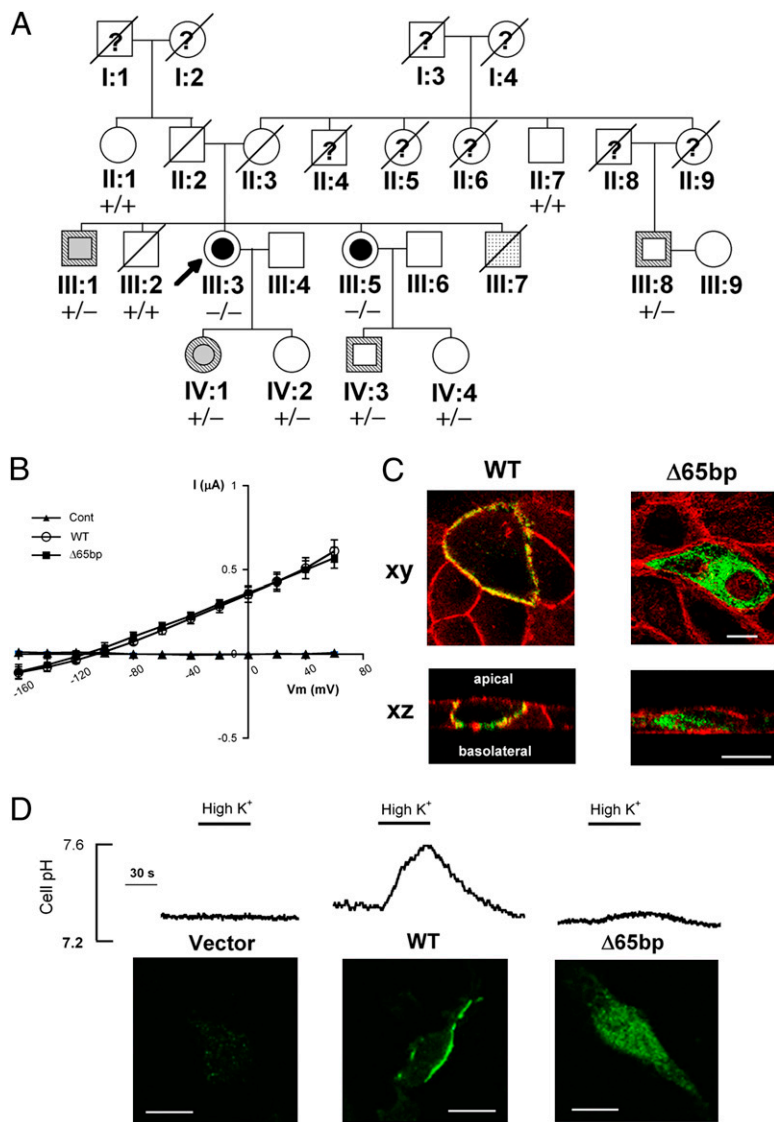 A
? ? ? ?
I:1 I:2 I:3 I:4
? ? ? ? ?
II:1 II:2 II:3 II:4 II:5 II:6 II:7 II:8 II:9
+/+ +/+
III:1 III:2 III:3 III:4 III:5 III:6 III:7 III:8 III:9
+/− +/+ −/− −/− +/−
IV:1 IV:2 IV:3 IV:4
+/− +/− +/− +/−
B
I (μA)
1
Cont
WT
Δ65bp
0.5
0
-160 -120 -80 -40 0 40 80
Vm (mV)
-0.5
C
WT Δ65bp
xy
xz
apical
basolateral
D
High K+ High K+ High K+
7.6
30 s
Cell pH
7.2
Vector WT Δ65bp